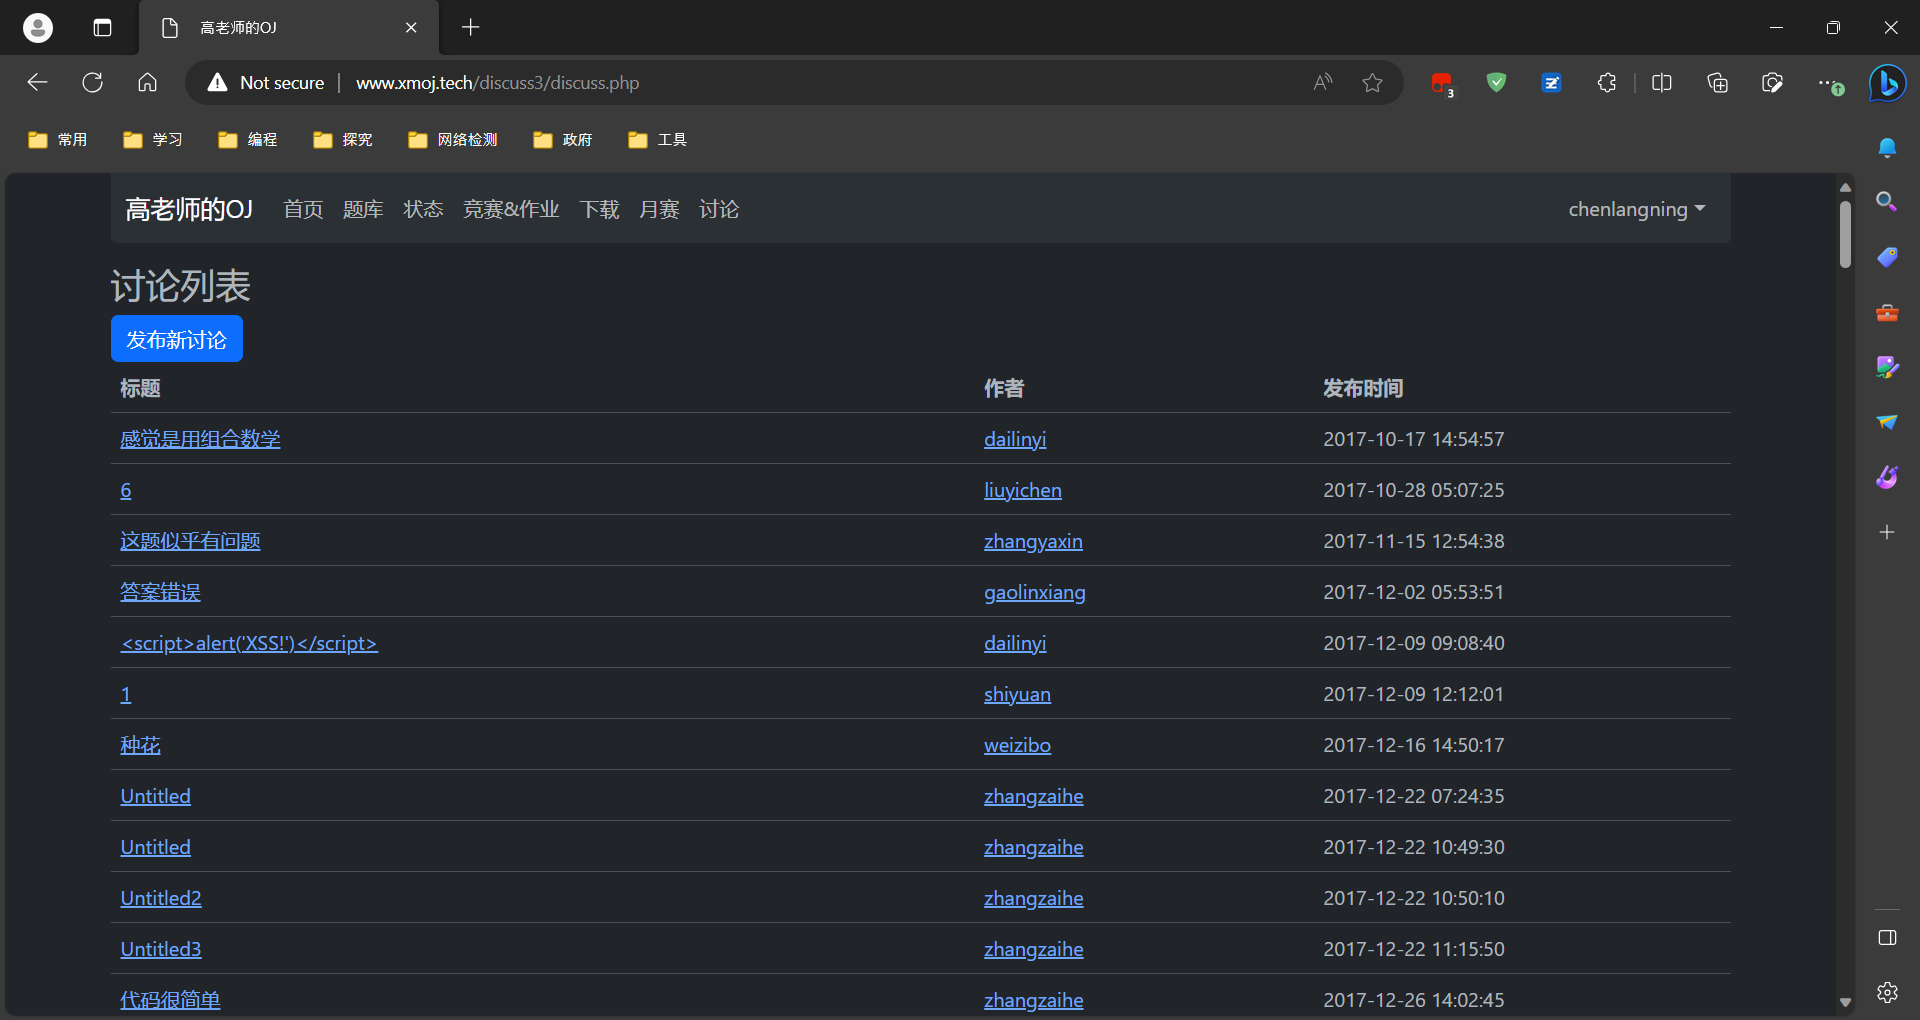 高老师的OJ
Not secure | www.xmoj.tech/discuss3/discuss.php
A))
3
常用 学习 编程 探究 网络检测 政府 工具
高老师的OJ 首页 题库 状态 竞赛&作业 下载 月赛 讨论 chenlangning
讨论列表
发布新讨论
标题 作者 发布时间
感觉是用组合数学 dailinyi 2017-10-17 14:54:57
6 liuyichen 2017-10-28 05:07:25
这题似乎有问题 zhangyaxin 2017-11-15 12:54:38
答案错误 gaolinxiang 2017-12-02 05:53:51
<script>alert('XSS!')</script> dailinyi 2017-12-09 09:08:40
1 shiyuan 2017-12-09 12:12:01
种花 weizibo 2017-12-16 14:50:17
Untitled zhangzaihe 2017-12-22 07:24:35
Untitled zhangzaihe 2017-12-22 10:49:30
Untitled2 zhangzaihe 2017-12-22 10:50:10
Untitled3 zhangzaihe 2017-12-22 11:15:50
代码很简单 zhangzaihe 2017-12-26 14:02:45